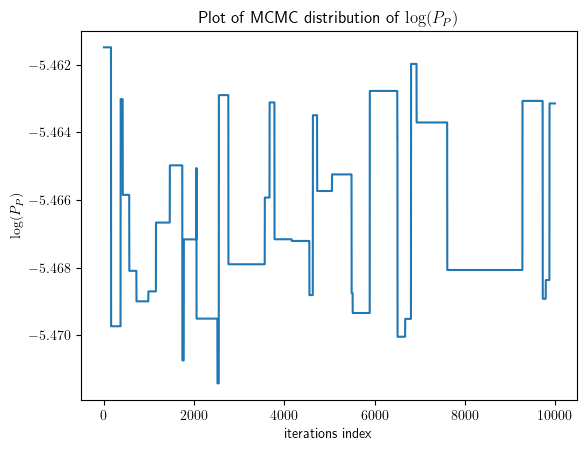 Plot of MCMC distribution of log(P_P)
log(P_P)
−5.462
−5.464
−5.466
−5.468
−5.470
0 2000 4000 6000 8000 10000
iterations index